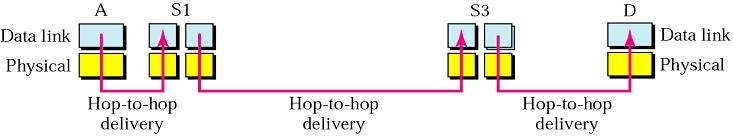 A S1 S3 D
Data link Data link
Physical Physical
Hop-to-hop Hop-to-hop Hop-to-hop
delivery delivery delivery